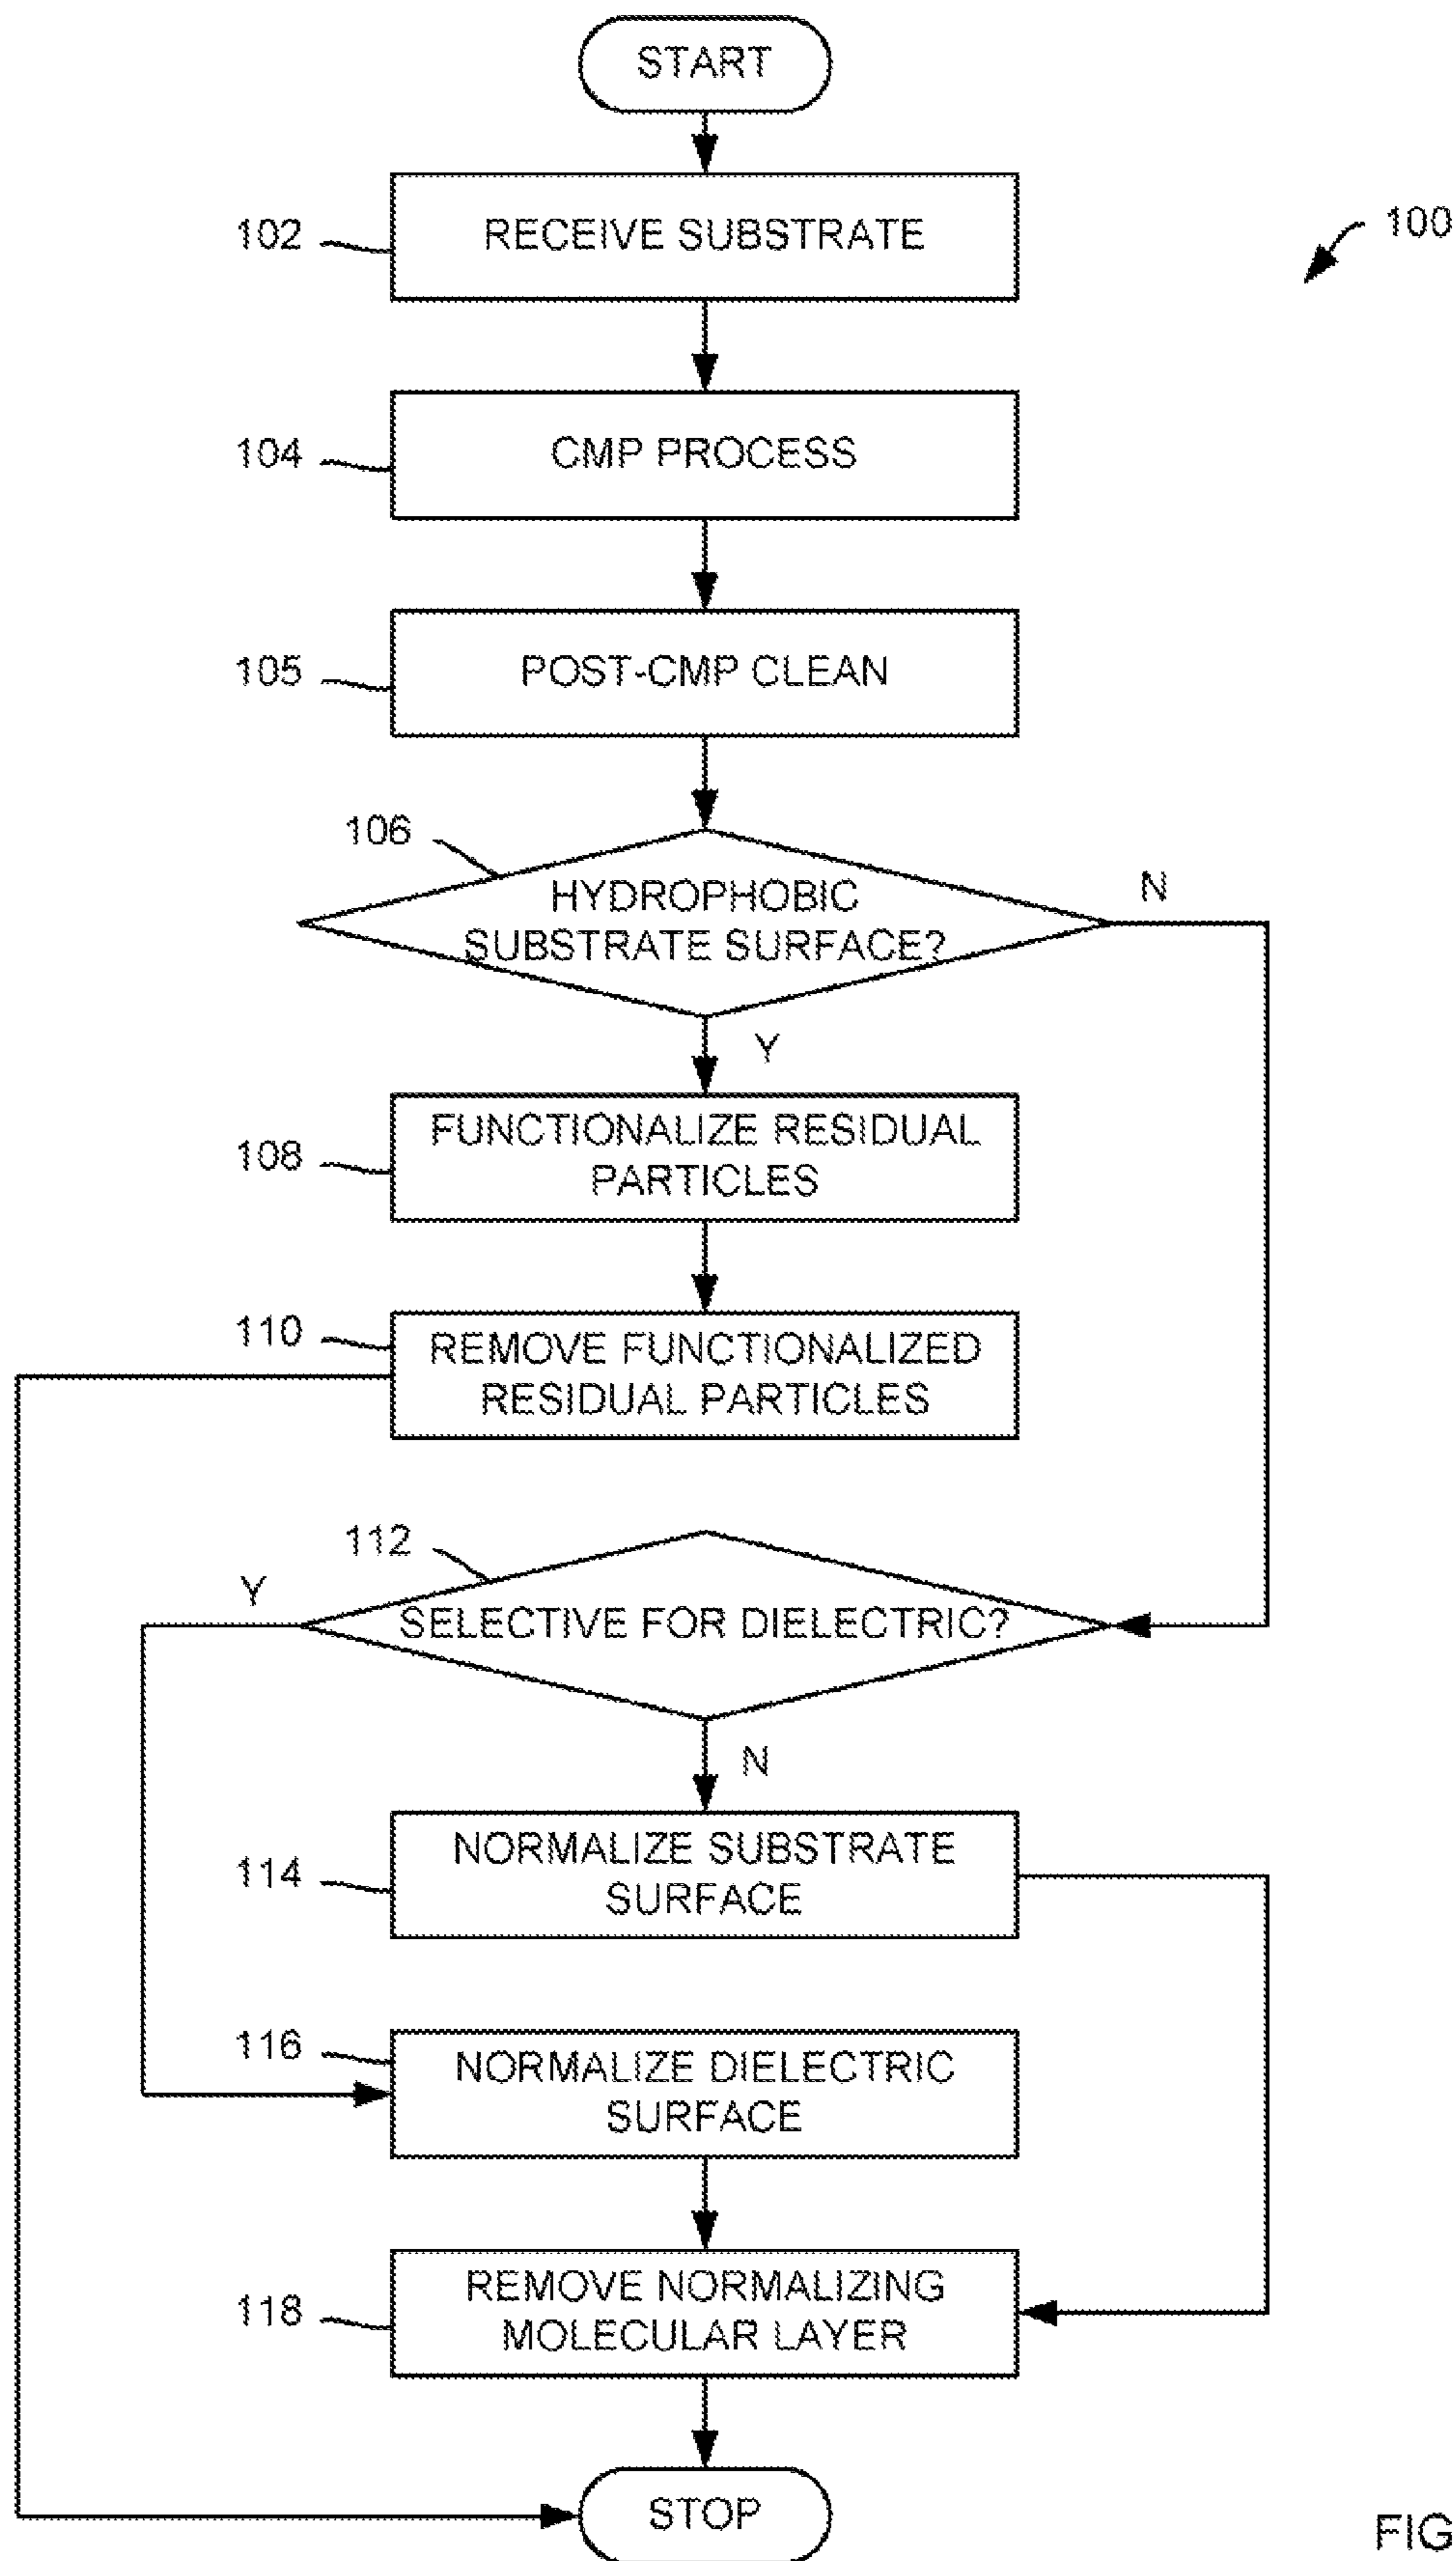 START
102
RECEIVE SUBSTRATE
100
104
CMP PROCESS
105
POST-CMP CLEAN
106
HYDROPHOBIC
SUBSTRATE SURFACE?
N
Y
108
FUNCTIONALIZE RESIDUAL
PARTICLES
110
REMOVE FUNCTIONALIZED
RESIDUAL PARTICLES
112
Y
SELECTIVE FOR DIELECTRIC?
N
114
NORMALIZE SUBSTRATE
SURFACE
116
NORMALIZE DIELECTRIC
SURFACE
118
REMOVE NORMALIZING
MOLECULAR LAYER
STOP
FIG